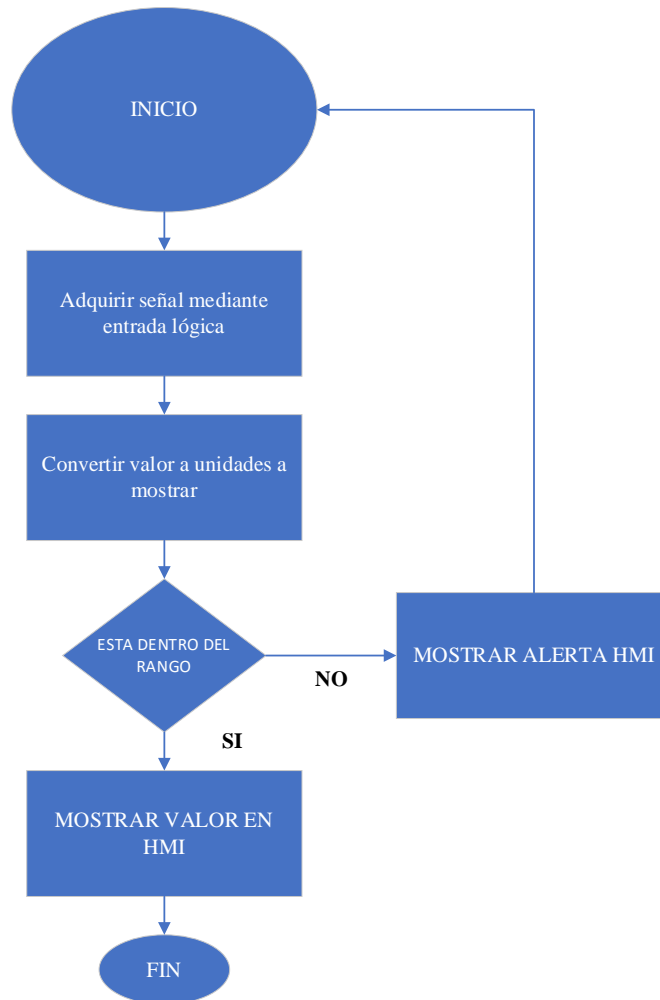 INICIO
Adquirir señal mediante
entrada lógica
Convertir valor a unidades a
mostrar
ESTA DENTRO DEL
RANGO
NO
MOSTRAR ALERTA HMI
SI
MOSTRAR VALOR EN
HMI
FIN